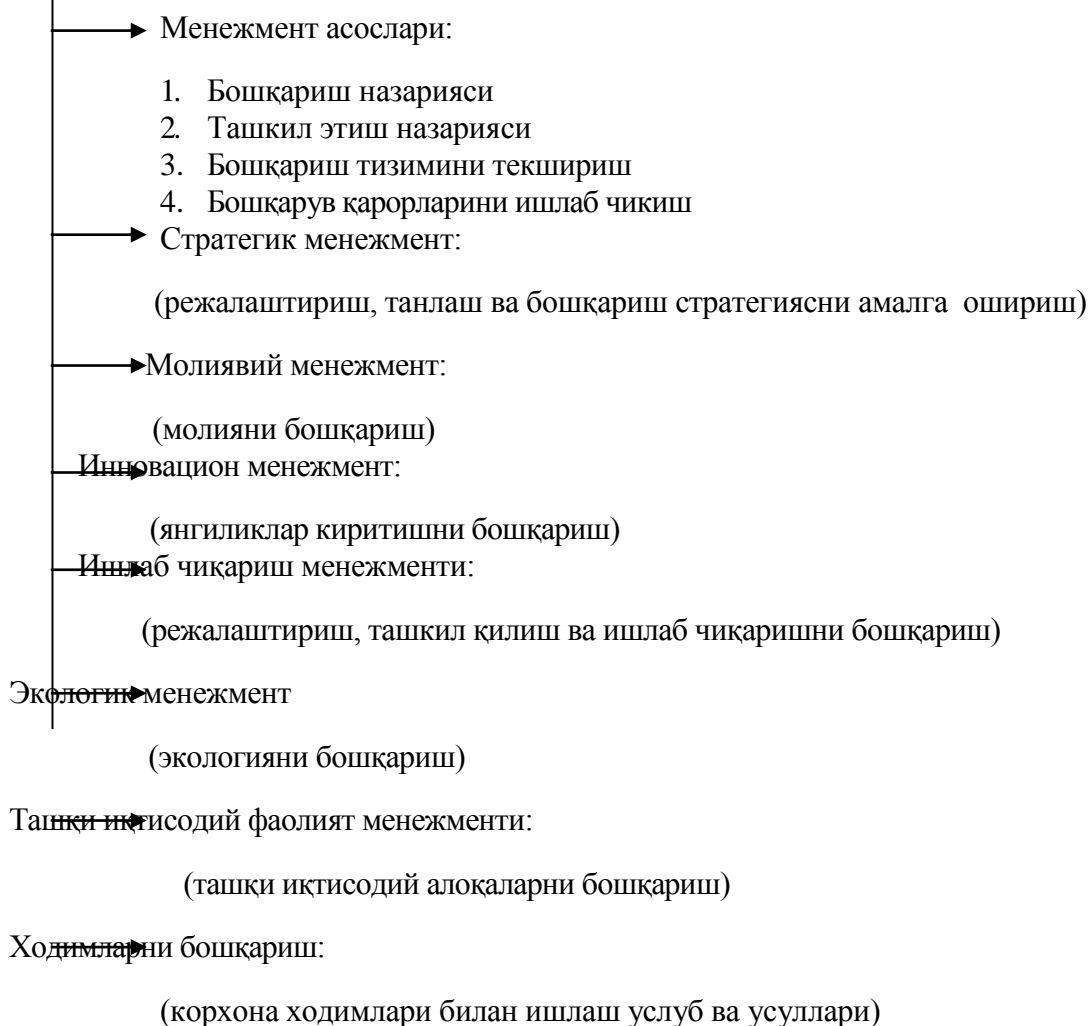 Менежмент асослари:
1. Бошқариш назарияси
2. Ташкил этиш назарияси
3. Бошқариш тизимини текшириш
4. Бошқарув қарорларини ишлаб чикиш
Стратегик менежмент:
(режалаштириш, танлаш ва бошқариш стратегиясни амалга ошириш)
Молиявий менежмент:
(молияни бошқариш)
Инновацион менежмент:
(янгиликлар киритишни бошқариш)
Ишлаб чиқариш менежменти:
(режалаштириш, ташкил қилиш ва ишлаб чиқаришни бошқариш)
Экологик менежмент
(экологияни бошқариш)
Ташқи иқтисодий фаолият менежменти:
(ташқи иқтисодий алоқаларни бошқариш)
Ходимларни бошқариш:
(корхона ходимлари билан ишлаш услуб ва усуллари)